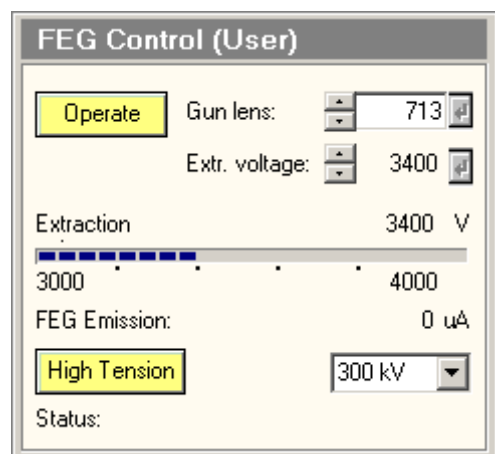 FEG Control (User)
Operate Gun lens: 713
Extr. voltage: 3400
Extraction 3400 V
3000 4000
FEG Emission: 0 uA
High Tension 300 kV
Status: